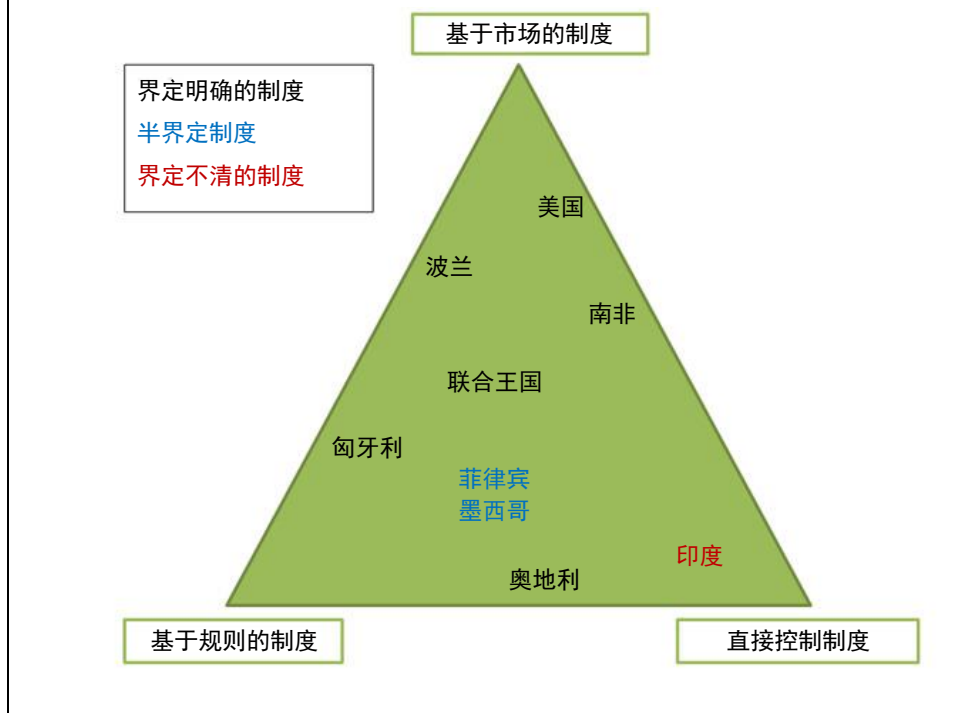 基于市场的制度
界定明确的制度
半界定制度
界定不清的制度
美国
波兰
南非
联合王国
匈牙利
菲律宾
墨西哥
印度
奥地利
基于规则的制度
直接控制制度